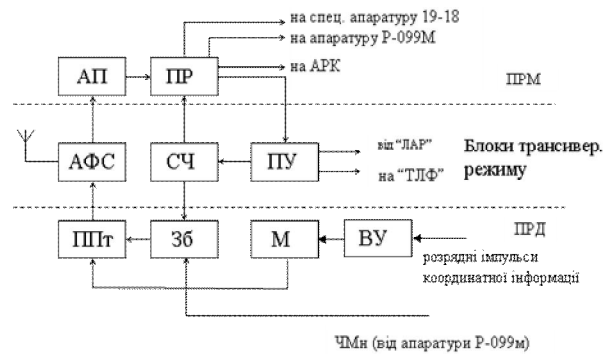 на спец. апаратуру 19-18
на апаратуру Р-099М
на АРК
АП
ПР
ПРМ
АФС
СЧ
ПУ
від "ЛАР"
на "ТЛФ"
Блоки трансивер.
режиму
ППт
Зб
М
ВУ
ПРД
розрядні імпульси
координатної інформації
ЧМн (від апаратури Р-099м)